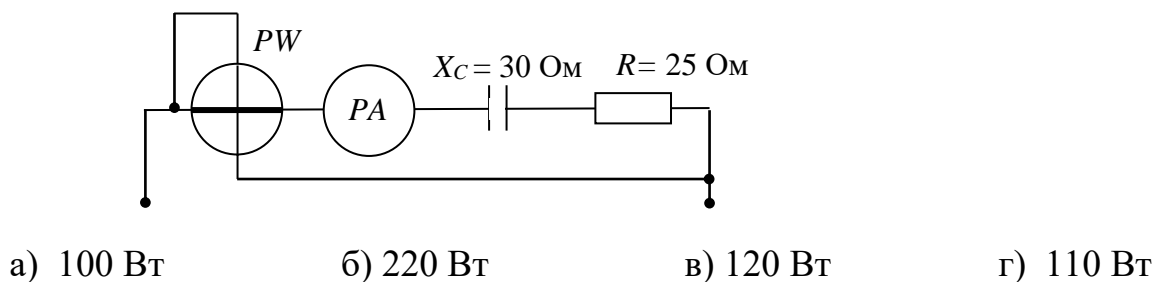 PW
X_C = 30 Ом R= 25 Ом
PA
а) 100 Вт б) 220 Вт в) 120 Вт г) 110 Вт